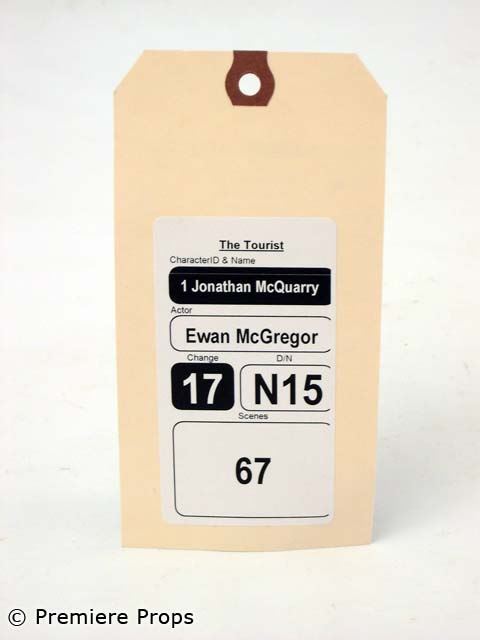 The Tourist
CharacterID & Name
1 Jonathan McQuarry
Actor
Ewan McGregor
Change D/N
17 N15
Scenes
67
© Premiere Props